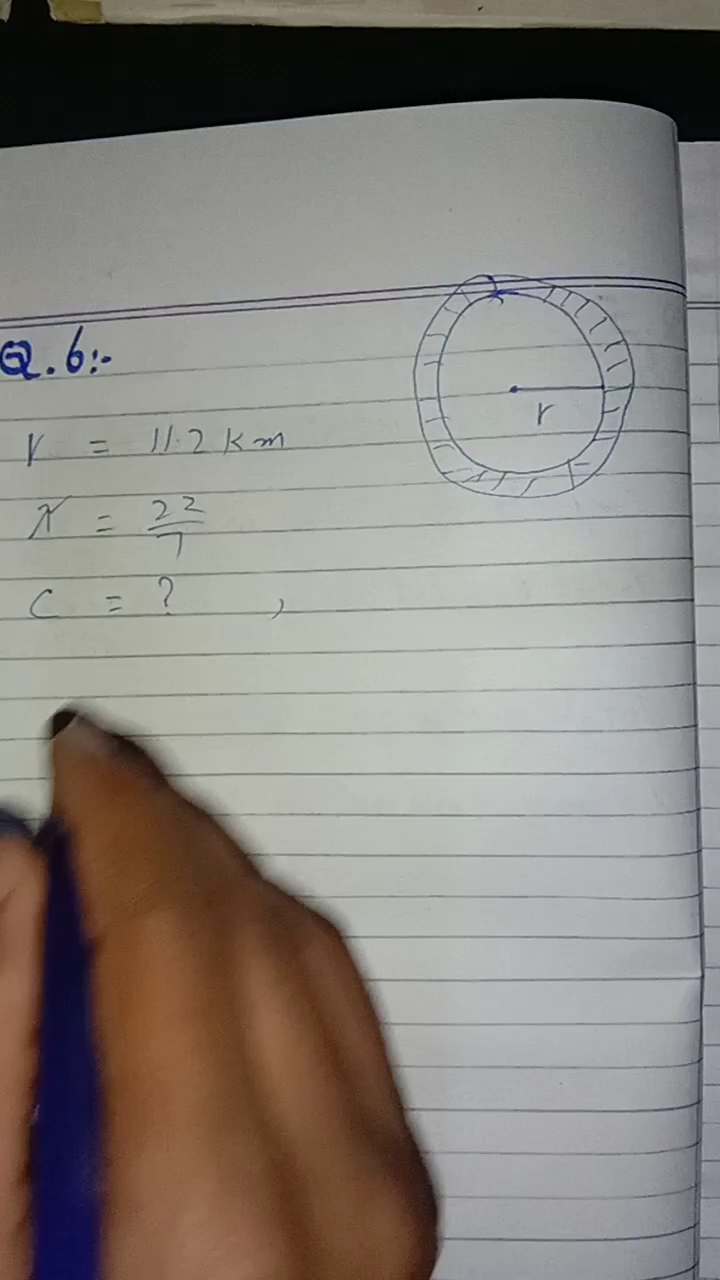 Q.6:-
r
r = 11.2 km
π = 22/7
C = ? ,